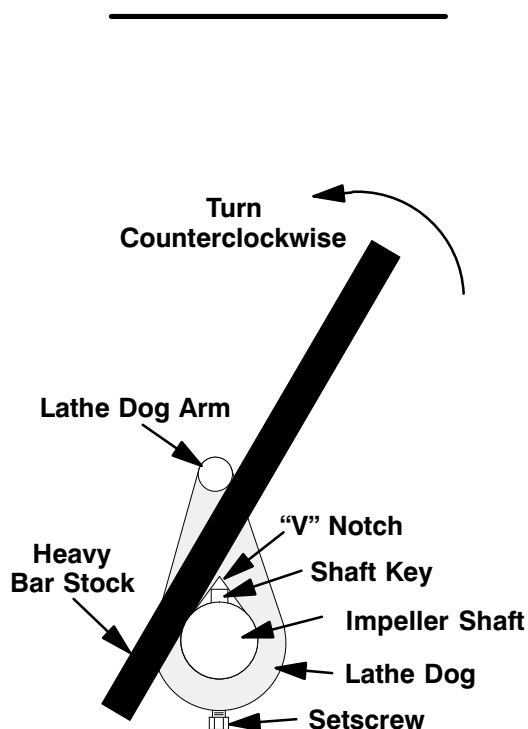 Turn
Counterclockwise
Lathe Dog Arm
“V” Notch
Heavy
Bar Stock
Shaft Key
Impeller Shaft
Lathe Dog
Setscrew